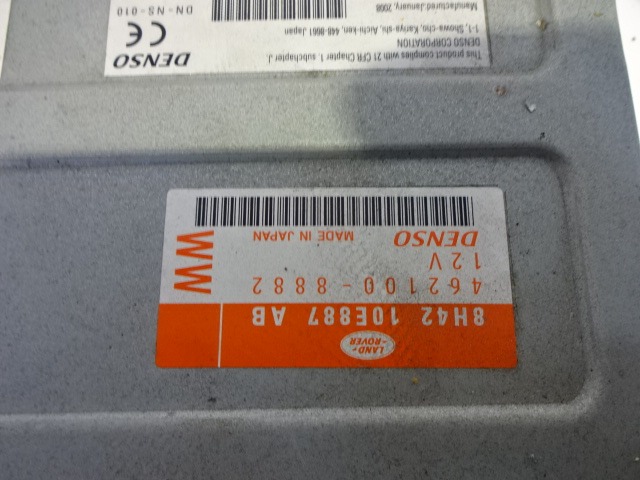 LAND-
ROVER
8H42 10E887 AB
462100-8882
12V
DENSO MADE IN JAPAN
WW
This product complies with 21 CFR Chapter 1, subchapter J.
DENSO CORPORATION
1-1, Showa-cho, Kariya-shi, Aichi-ken, 448-8661 Japan
Manufactured: January, 2008
DENSO
CE
DN-NS-010